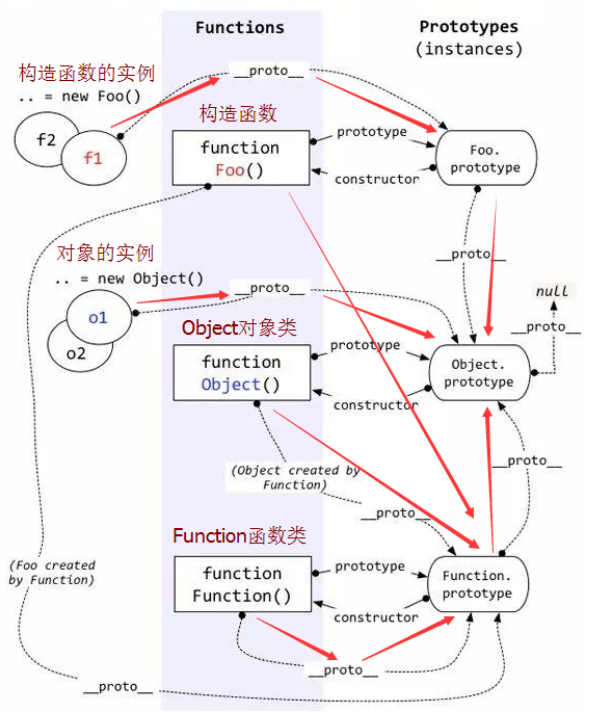 Functions
Prototypes
(instances)
构造函数的实例
.. = new Foo()
__proto__
f2
f1
构造函数
function
Foo()
prototype
constructor
Foo.
prototype
__proto__
对象的实例
.. = new Object()
__proto__
o1
o2
null
__proto__
Object对象类
function
Object()
prototype
constructor
Object.
prototype
__proto__
(Object created by
Function)
__proto__
Function函数类
function
Function()
prototype
constructor
Function.
prototype
(Foo created
by Function)
__proto__
__proto__